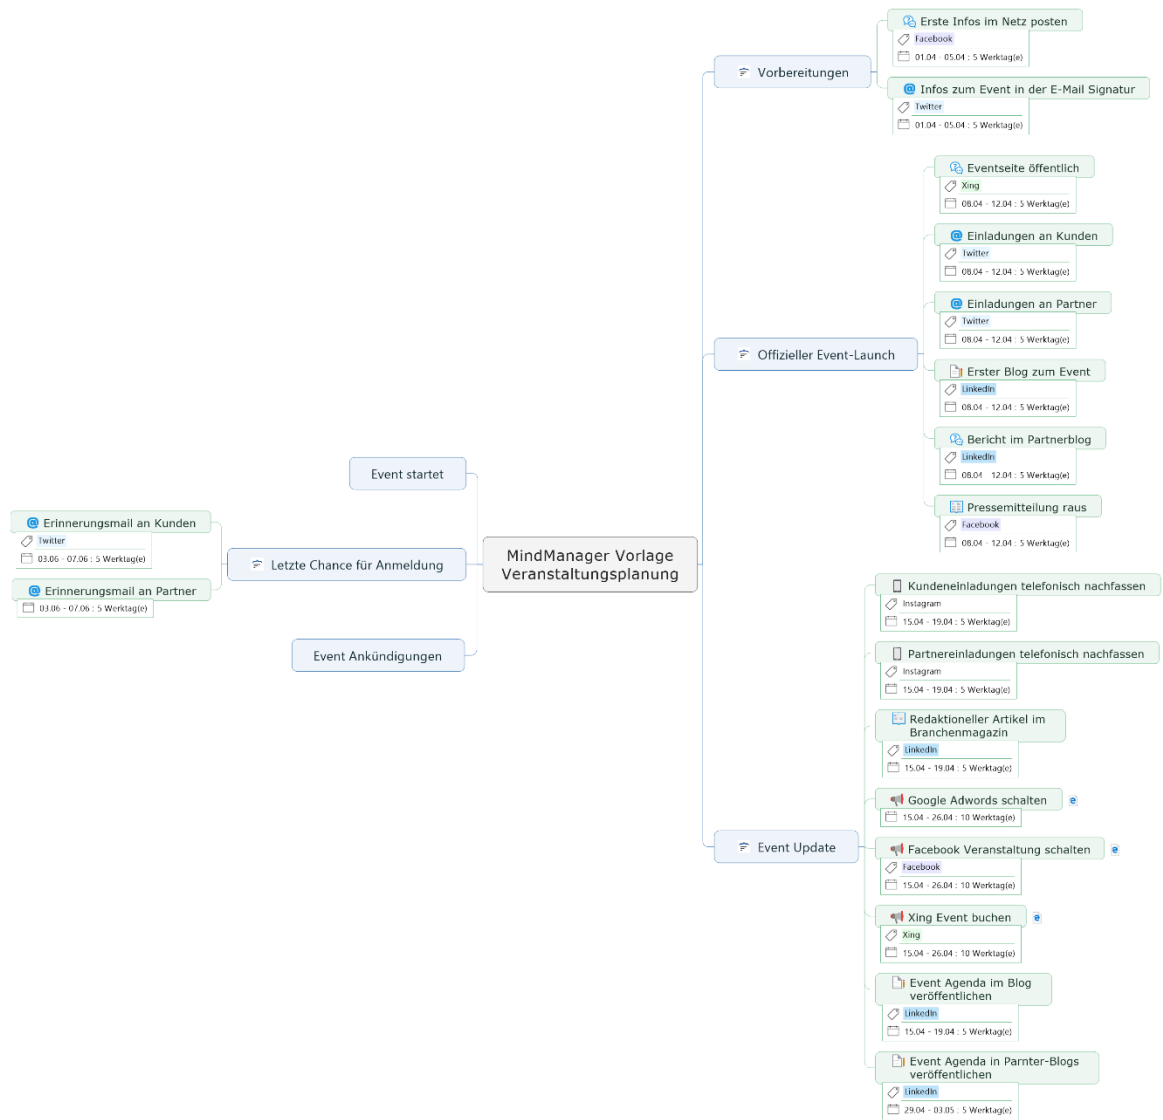 MindManager Vorlage
Veranstaltungsplanung
Vorbereitungen
Erste Infos im Netz posten
Facebook
01.04 - 05.04 : 5 Werktag(e)
Infos zum Event in der E-Mail Signatur
Twitter
01.04 - 05.04 : 5 Werktag(e)
Offizieller Event-Launch
Eventseite öffentlich
Xing
08.04 - 12.04 : 5 Werktag(e)
Einladungen an Kunden
Twitter
08.04 - 12.04 : 5 Werktag(e)
Einladungen an Partner
Twitter
08.04 - 12.04 : 5 Werktag(e)
Erster Blog zum Event
LinkedIn
08.04 - 12.04 : 5 Werktag(e)
Bericht im Partnerblog
LinkedIn
08.04 - 12.04 : 5 Werktag(e)
Pressemitteilung raus
Facebook
08.04 - 12.04 : 5 Werktag(e)
Event Update
Kundeneinladungen telefonisch nachfassen
Instagram
15.04 - 19.04 : 5 Werktag(e)
Partnereinladungen telefonisch nachfassen
Instagram
15.04 - 19.04 : 5 Werktag(e)
Redaktioneller Artikel im
Branchenmagazin
LinkedIn
15.04 - 19.04 : 5 Werktag(e)
Google Adwords schalten
15.04 - 26.04 : 10 Werktag(e)
Facebook Veranstaltung schalten
Facebook
15.04 - 26.04 : 10 Werktag(e)
Xing Event buchen
Xing
15.04 - 26.04 : 10 Werktag(e)
Event Agenda im Blog
veröffentlichen
LinkedIn
15.04 - 19.04 : 5 Werktag(e)
Event Agenda in Parnter-Blogs
veröffentlichen
LinkedIn
29.04 - 03.05 : 5 Werktag(e)
Event startet
Letzte Chance für Anmeldung
Erinnerungsmail an Kunden
Twitter
03.06 - 07.06 : 5 Werktag(e)
Erinnerungsmail an Partner
03.06 - 07.06 : 5 Werktag(e)
Event Ankündigungen